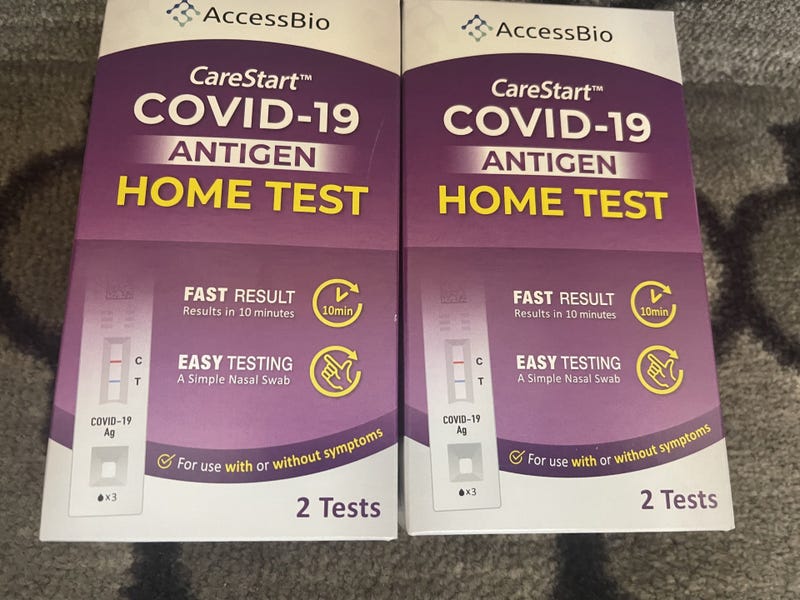 AccessBio
CareStart™
COVID-19
ANTIGEN
HOME TEST
FAST RESULT
Results in 10 minutes
10min
EASY TESTING
A Simple Nasal Swab
C
T
COVID-19
Ag
x3
For use with or without symptoms
2 Tests
AccessBio
CareStart™
COVID-19
ANTIGEN
HOME TEST
FAST RESULT
Results in 10 minutes
10min
EASY TESTING
A Simple Nasal Swab
C
T
COVID-19
Ag
x3
For use with or without symptoms
2 Tests